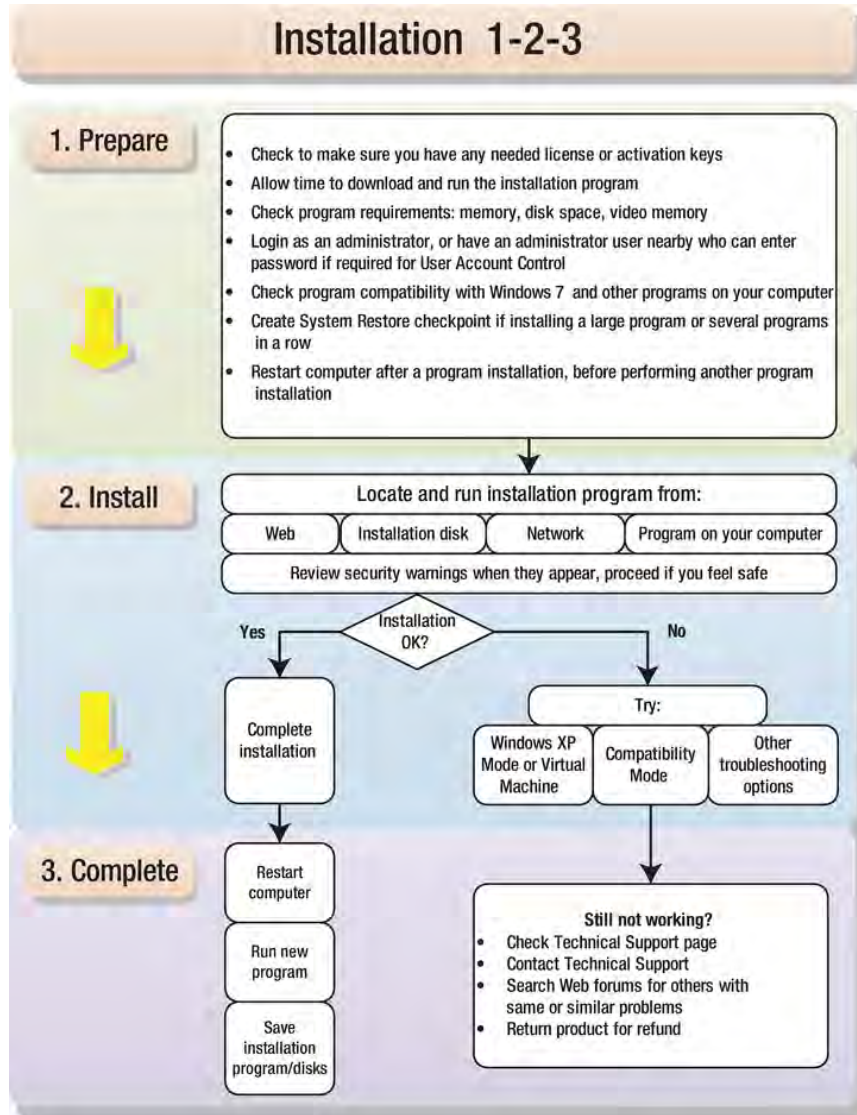 Installation 1-2-3
1. Prepare
• Check to make sure you have any needed license or activation keys
• Allow time to download and run the installation program
• Check program requirements: memory, disk space, video memory
• Login as an administrator, or have an administrator user nearby who can enter
password if required for User Account Control
• Check program compatibility with Windows 7 and other programs on your computer
• Create System Restore checkpoint if installing a large program or several programs
in a row
• Restart computer after a program installation, before performing another program
installation
2. Install
Locate and run installation program from:
Web
Installation disk
Network
Program on your computer
Review security warnings when they appear, proceed if you feel safe
Installation
OK?
Yes
No
Complete
installation
Try:
Windows XP
Mode or Virtual
Machine
Compatibility
Mode
Other
troubleshooting
options
3. Complete
Restart
computer
Run new
program
Save
installation
program/disks
Still not working?
• Check Technical Support page
• Contact Technical Support
• Search Web forums for others with
same or similar problems
• Return product for refund